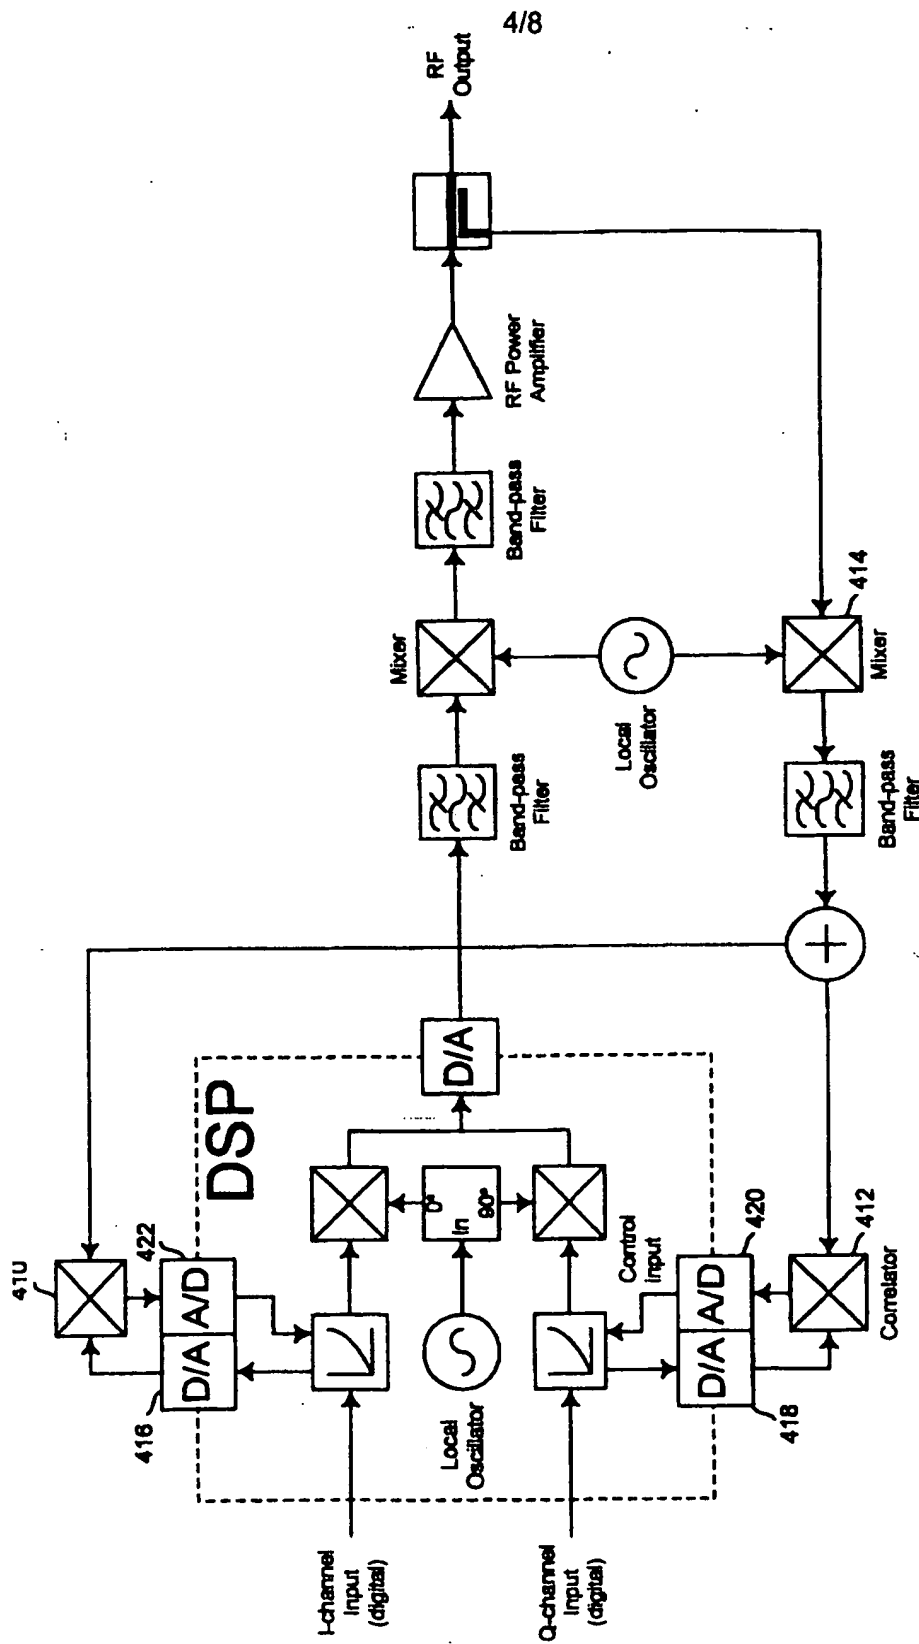 4/8
RF
Output
RF Power
Amplifier
Band-pass
Filter
Mixer
Band-pass
Filter
Local
Oscillator
414
Mixer
Band-pass
Filter
+
D/A
DSP
410
422
A/D
D/A
416
0°
In
90°
Local
Oscillator
Control
input
420
A/D
D/A
418
412
Correlator
I-channel
Input
(digital)
Q-channel
Input
(digital)